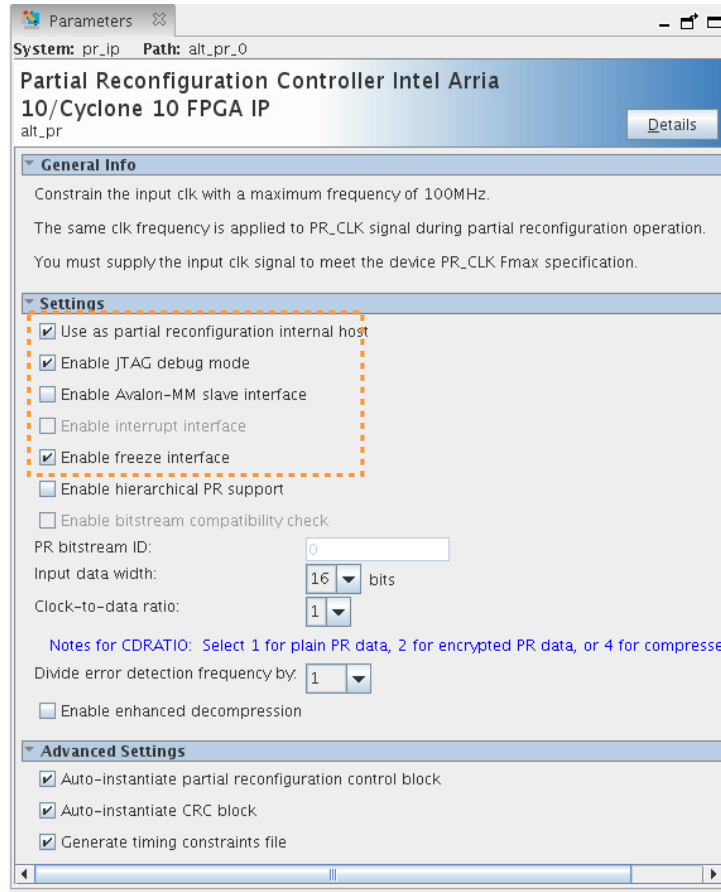 Parameters
System: pr_ip Path: alt_pr_0
Partial Reconfiguration Controller Intel Arria
10/Cyclone 10 FPGA IP
alt_pr
Details
General Info
Constrain the input clk with a maximum frequency of 100MHz.
The same clk frequency is applied to PR_CLK signal during partial reconfiguration operation.
You must supply the input clk signal to meet the device PR_CLK Fmax specification.
Settings
Use as partial reconfiguration internal host
Enable JTAG debug mode
Enable Avalon-MM slave interface
Enable interrupt interface
Enable freeze interface
Enable hierarchical PR support
Enable bitstream compatibility check
PR bitstream ID: 0
Input data width: 16 bits
Clock-to-data ratio: 1
Notes for CDRATIO: Select 1 for plain PR data, 2 for encrypted PR data, or 4 for compresse
Divide error detection frequency by: 1
Enable enhanced decompression
Advanced Settings
Auto-instantiate partial reconfiguration control block
Auto-instantiate CRC block
Generate timing constraints file